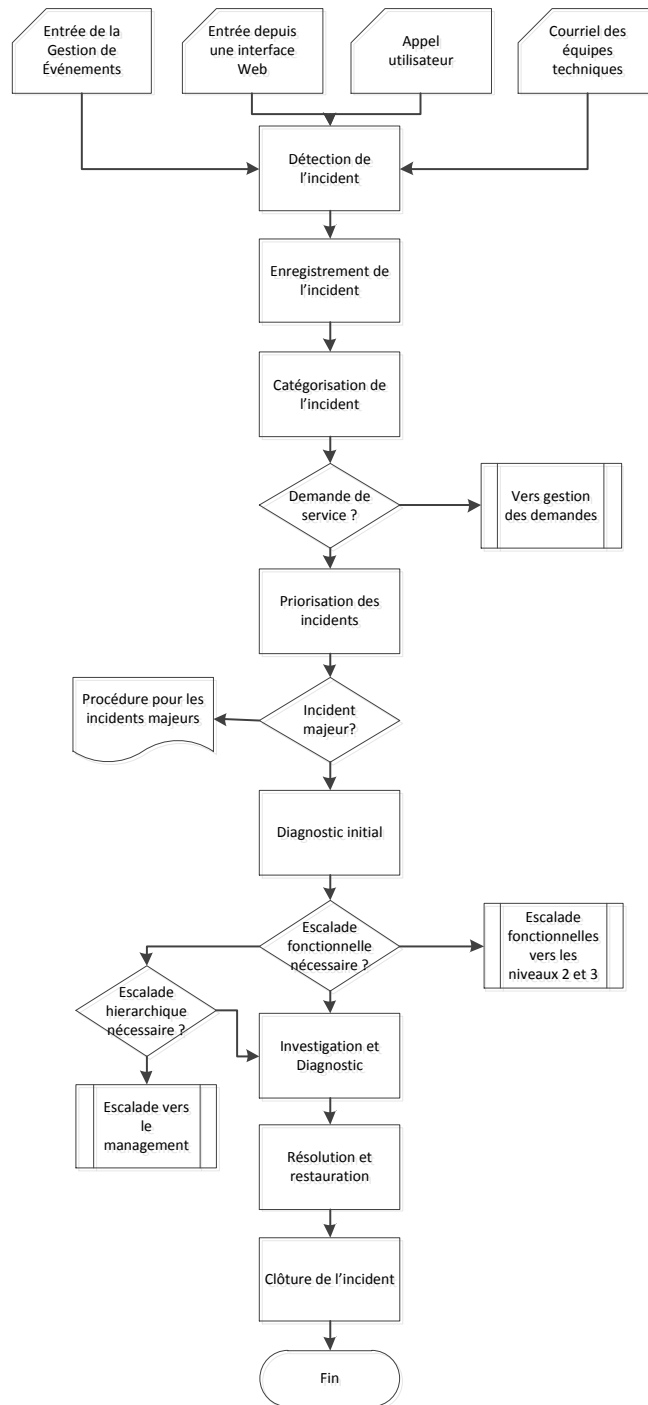 Entrée de la
Gestion de
Événements
Entrée depuis
une interface
Web
Appel
utilisateur
Courriel des
équipes
techniques
Détection de
l'incident
Enregistrement de
l'incident
Catégorisation de
l'incident
Demande de
service ?
Vers gestion
des demandes
Priorisation des
incidents
Procédure pour les
incidents majeurs
Incident
majeur?
Diagnostic initial
Escalade
fonctionnelle
nécessaire ?
Escalade
fonctionnelles
vers les
niveaux 2 et 3
Escalade
hierarchique
nécessaire ?
Investigation et
Diagnostic
Escalade vers
le
management
Résolution et
restauration
Clôture de l'incident
Fin